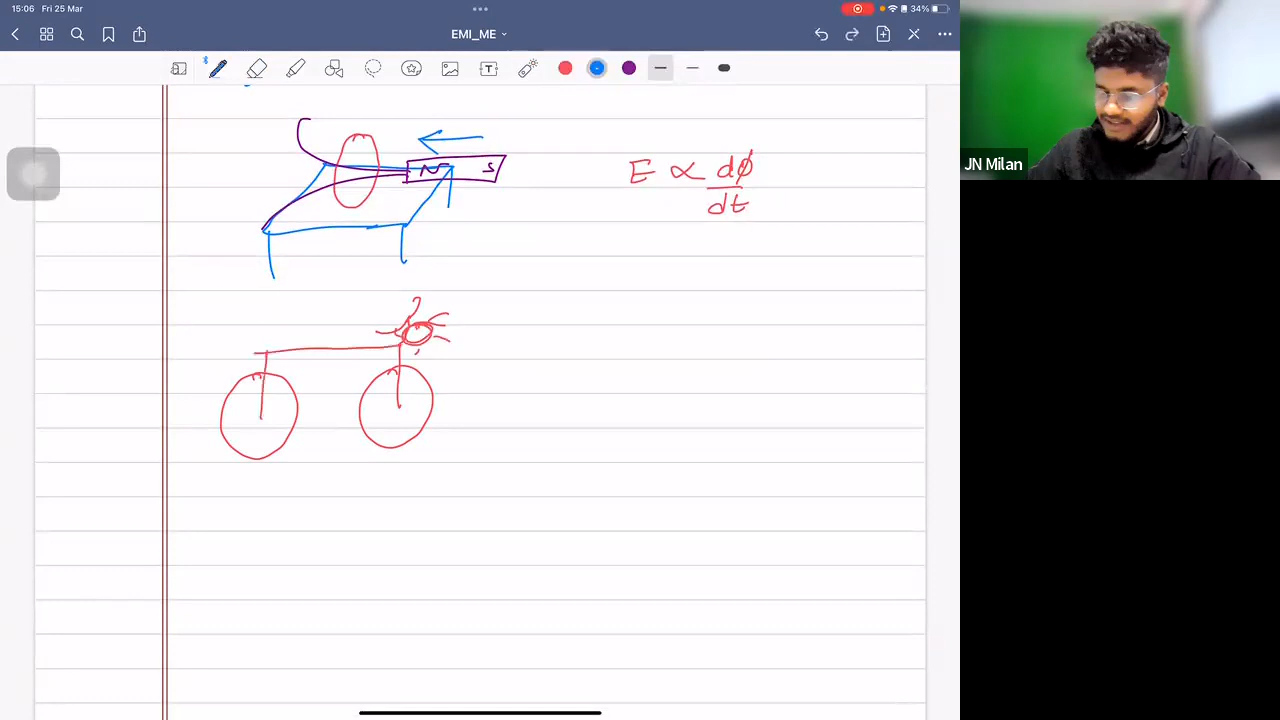 15:06 Fri 25 Mar
34%
EMI_ME
T
N S
E ∝ dϕ
dt
JN Milan